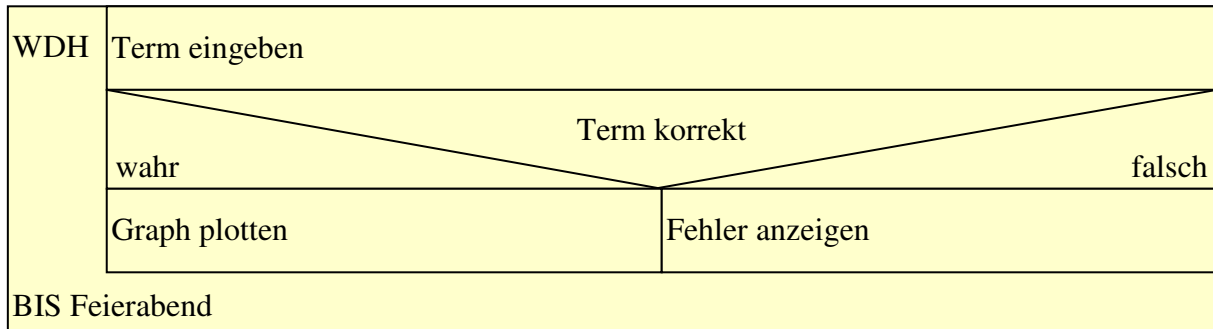 WDH Term eingeben
Term korrekt
wahr falsch
Graph plotten Fehler anzeigen
BIS Feierabend